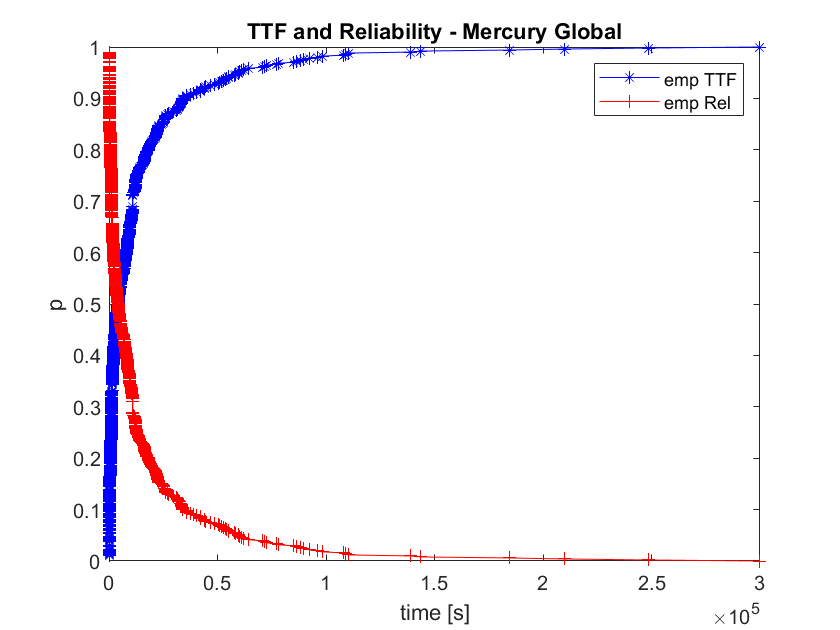 TTF and Reliability - Mercury Global
1
0.9
0.8
0.7
0.6
0.5
0.4
0.3
0.2
0.1
0
p
emp TTF
emp Rel
0 0.5 1 1.5 2 2.5 3
time [s]
×10^5